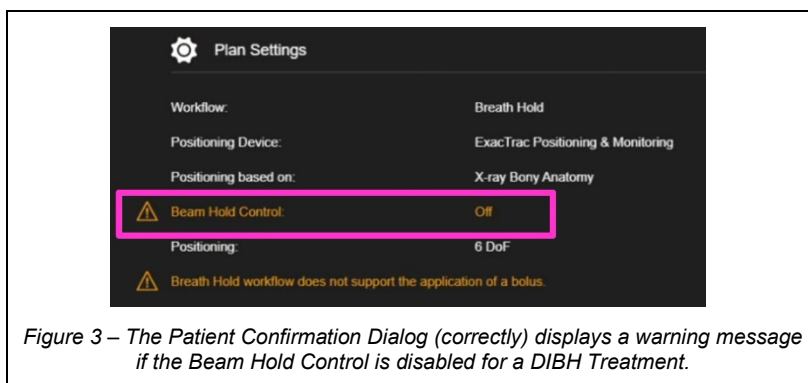 Plan Settings
Workflow: Breath Hold
Positioning Device: ExacTrac Positioning & Monitoring
Positioning based on: X-ray Bony Anatomy
Beam Hold Control: Off
Positioning: 6 DoF
Breath Hold workflow does not support the application of a bolus.
Figure 3 – The Patient Confirmation Dialog (correctly) displays a warning message
if the Beam Hold Control is disabled for a DIBH Treatment.